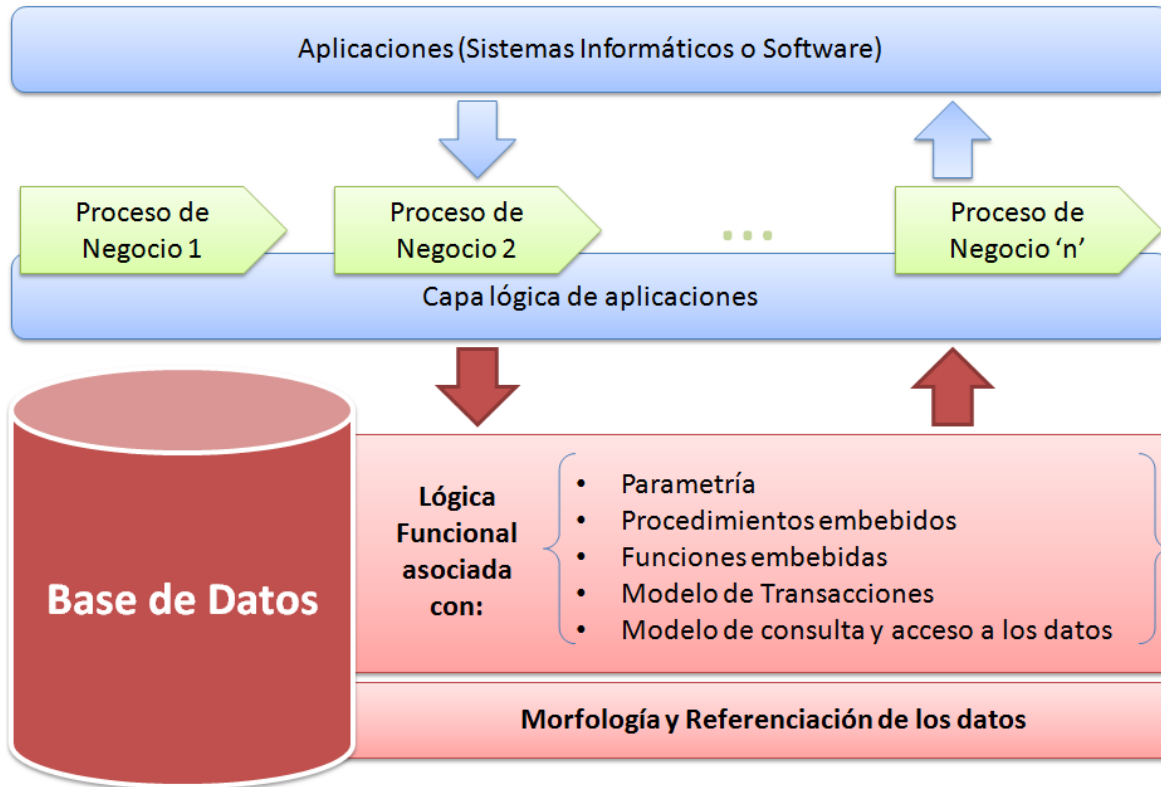 Aplicaciones (Sistemas Informáticos o Software)
Proceso de
Negocio 1
Proceso de
Negocio 2
...
Proceso de
Negocio ‘n’
Capa lógica de aplicaciones
Base de Datos
Lógica
Funcional
asociada
con:
• Parametría
• Procedimientos embebidos
• Funciones embebidas
• Modelo de Transacciones
• Modelo de consulta y acceso a los datos
Morfología y Referenciación de los datos